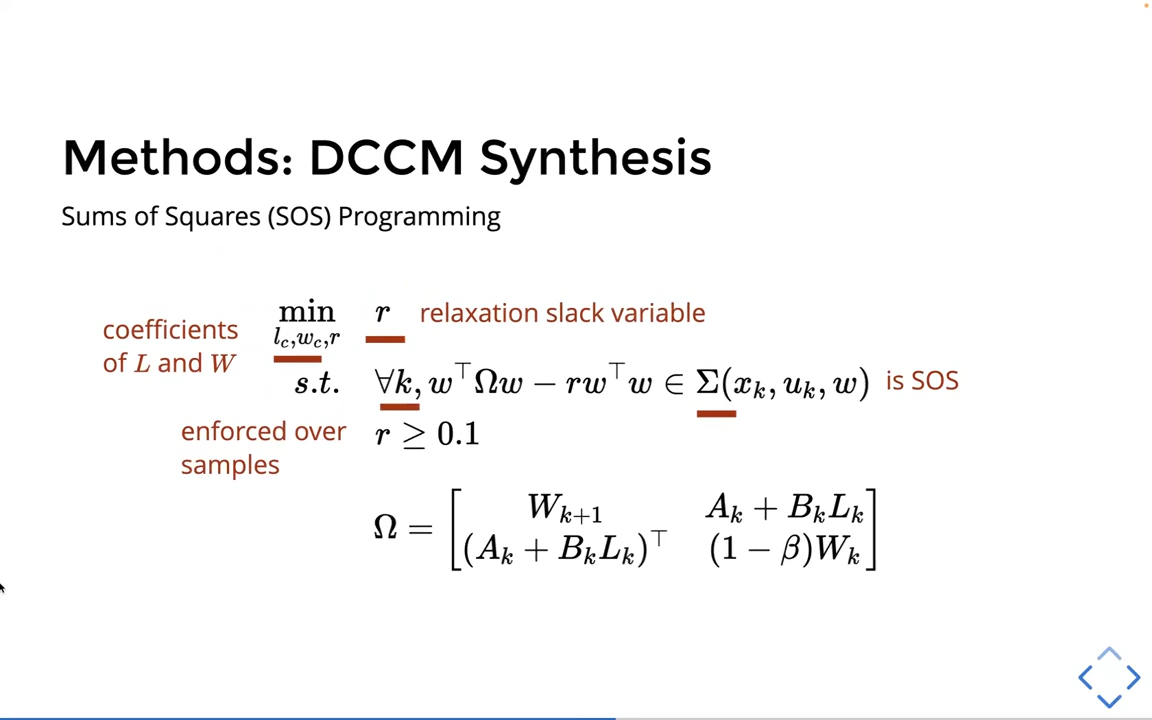 Methods: DCCM Synthesis
Sums of Squares (SOS) Programming
coefficients
of L and W
min r relaxation slack variable
l_c,w_c,r
s.t. ∀k, w^⊤Ωw − rw^⊤w ∈ Σ(x_k, u_k, w) is SOS
enforced over
samples
r ≥ 0.1
Ω = [ W_{k+1} A_k + B_kL_k
(A_k + B_kL_k)^⊤ (1 − β)W_k ]